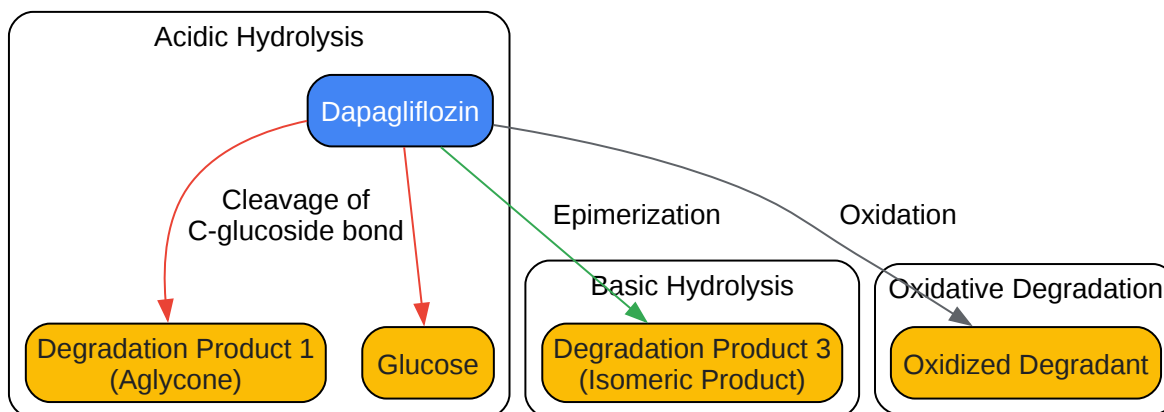 Acidic Hydrolysis
Dapagliflozin
Cleavage of
C-glucoside bond
Epimerization
Oxidation
Basic Hydrolysis
Oxidative Degradation
Degradation Product 1
(Aglycone)
Glucose
Degradation Product 3
(Isomeric Product)
Oxidized Degradant